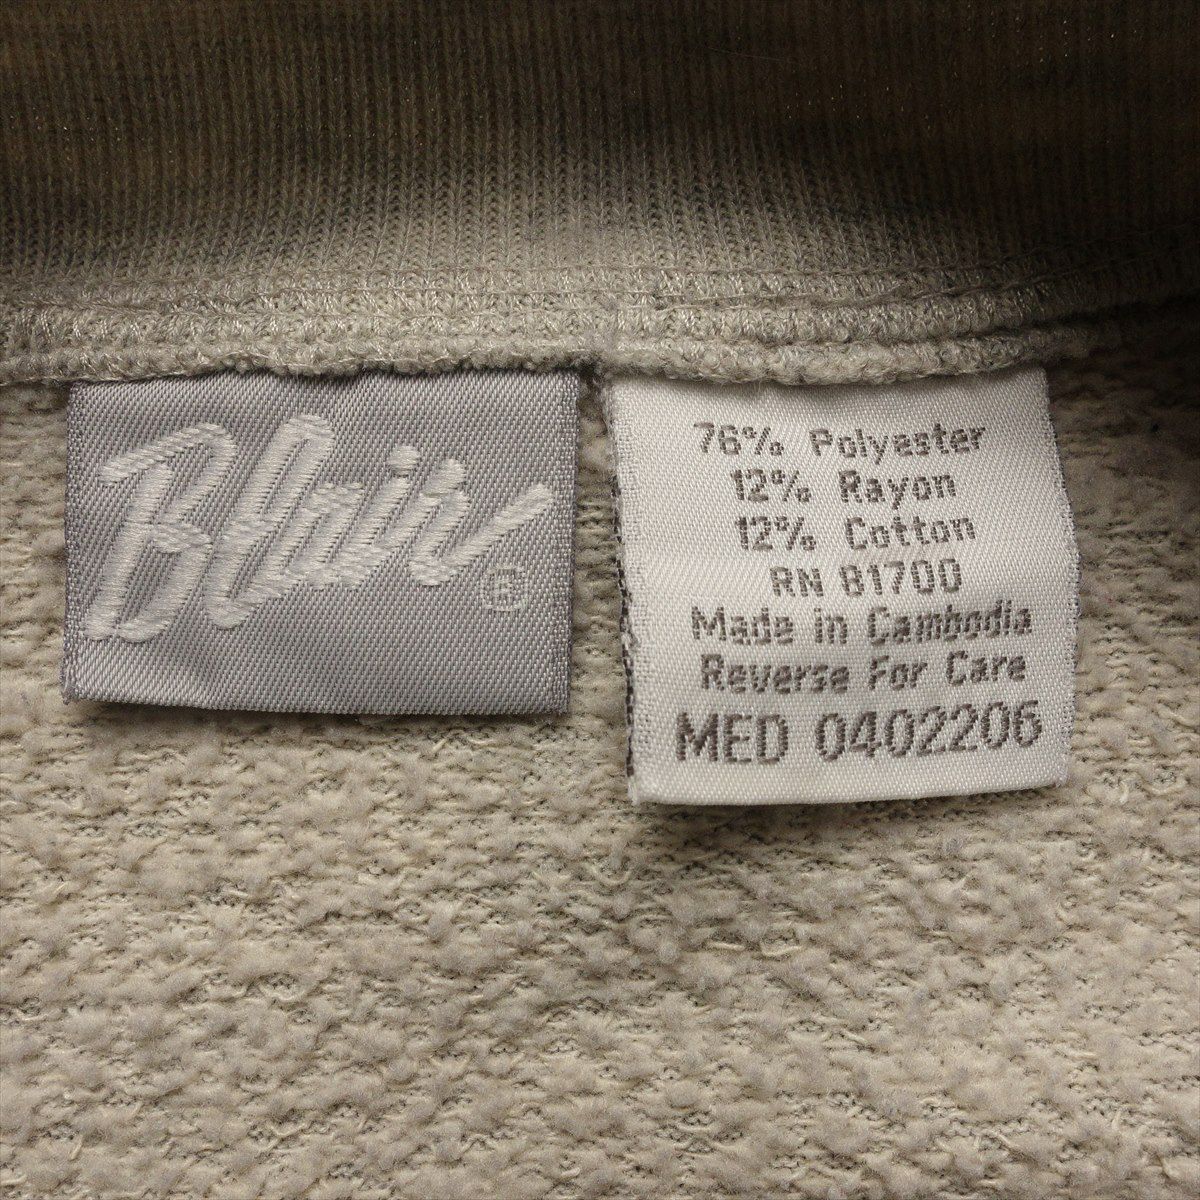 Blair®
76% Polyester
12% Rayon
12% Cotton
RN 81700
Made in Cambodia
Reverse For Care
MED 0402206